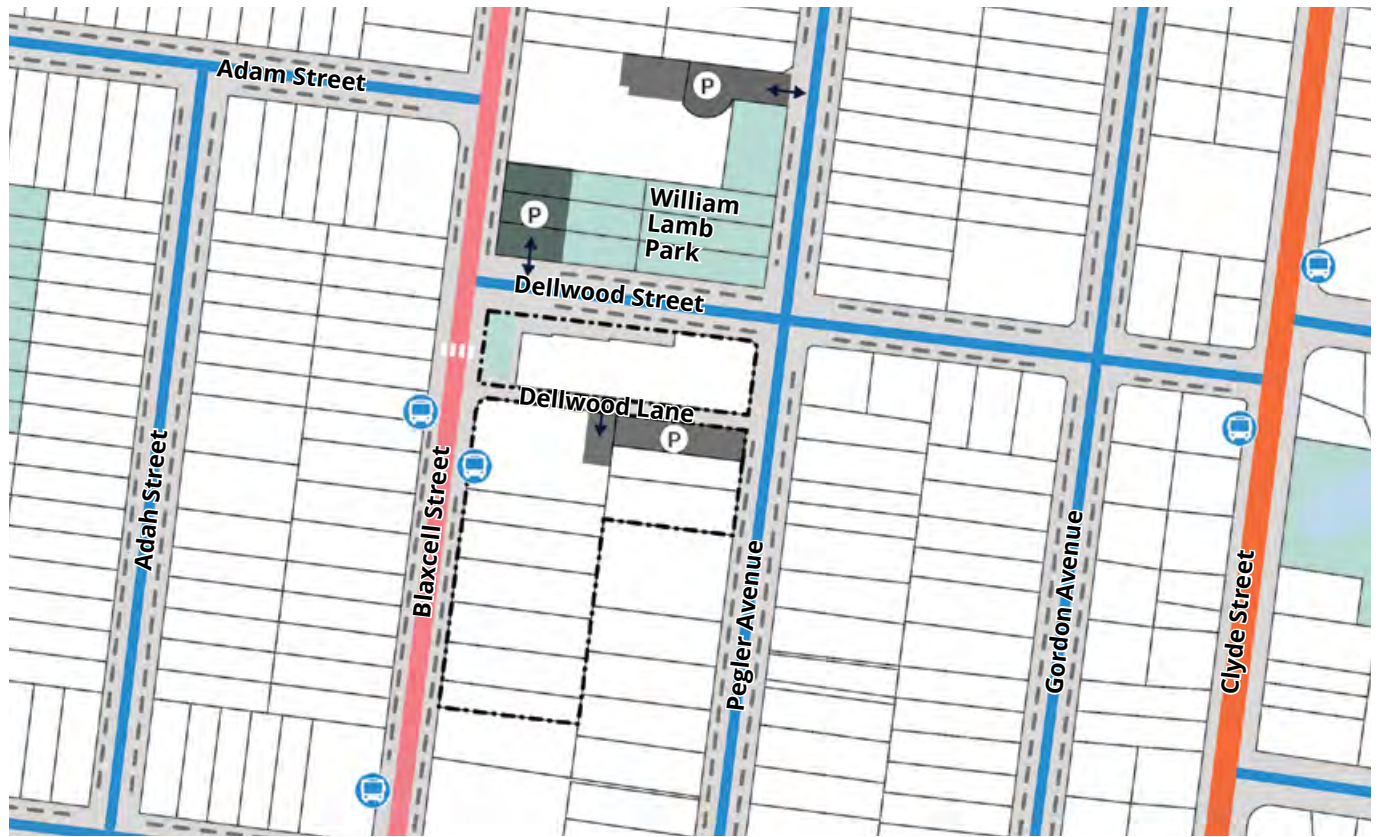 Adam Street
P
P
William
Lamb
Park
Dellwood Street
Dellwood Lane
P
Adah Street
Blaxcell Street
Pegler Avenue
Gordon Avenue
Clyde Street